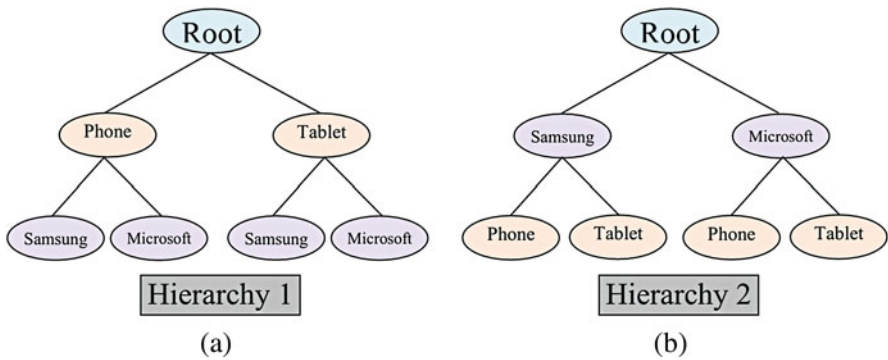 Root
Phone Tablet
Samsung Microsoft Samsung Microsoft
Hierarchy 1
(a)
Root
Samsung Microsoft
Phone Tablet Phone Tablet
Hierarchy 2
(b)